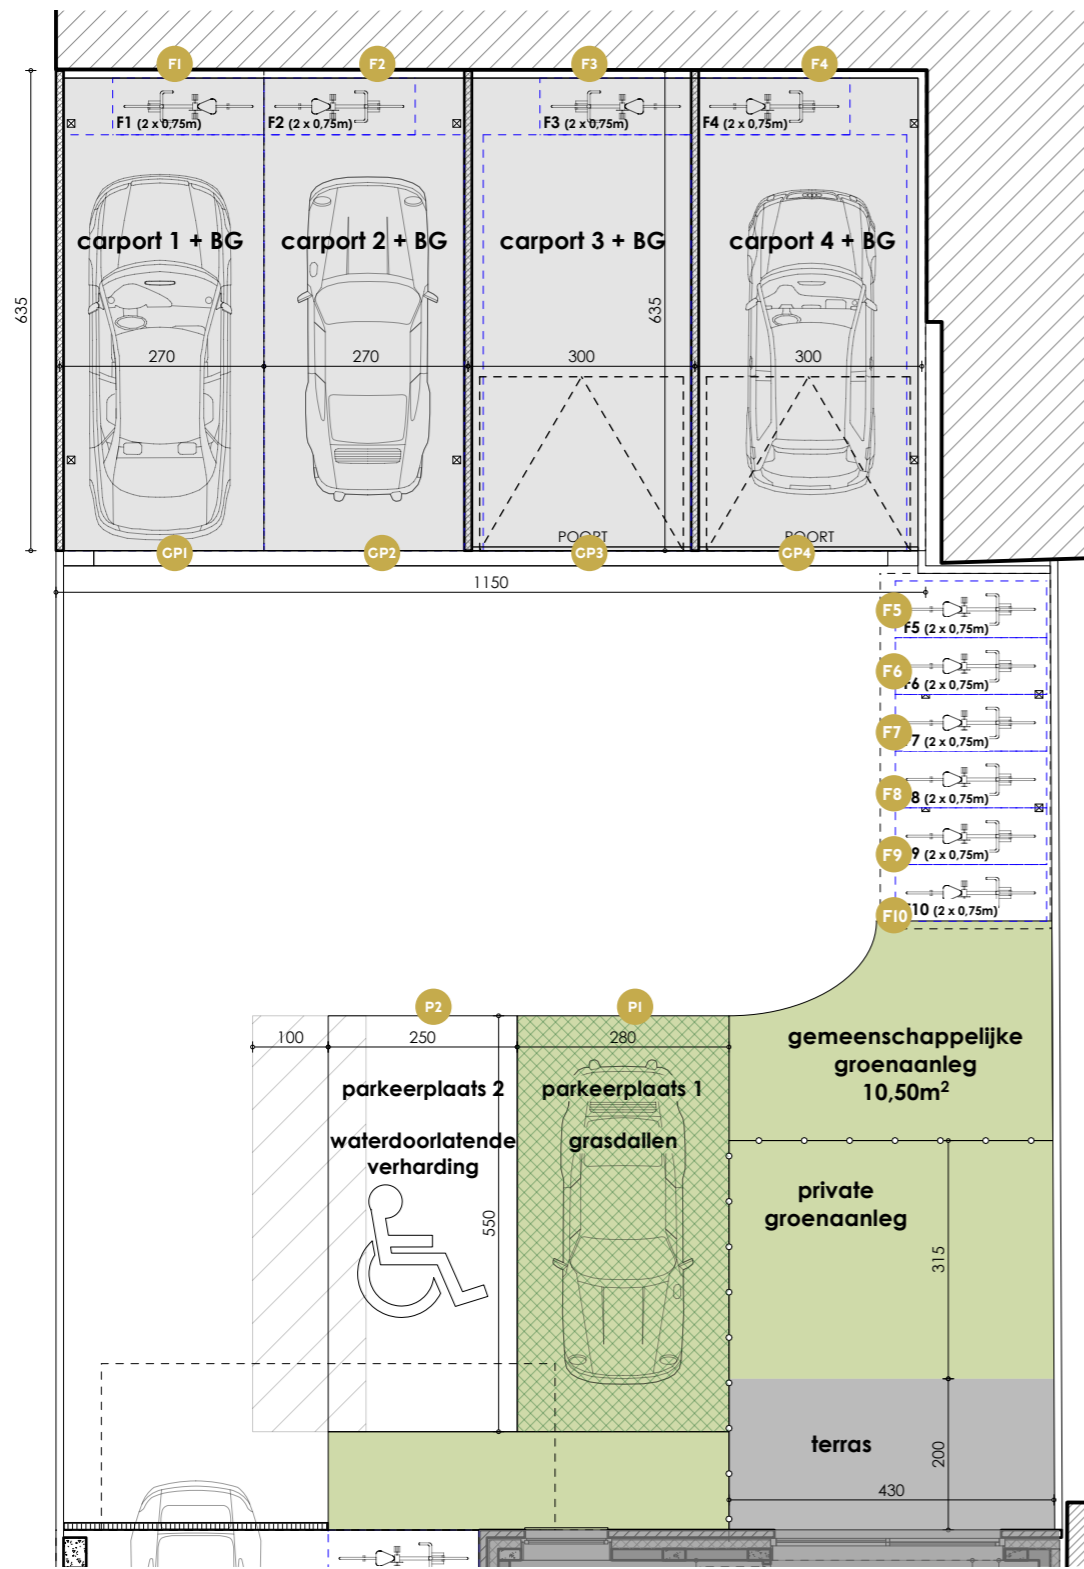 F1 F2 F3 F4
F1 (2 x 0,75m) F2 (2 x 0,75m) F3 (2 x 0,75m) F4 (2 x 0,75m)
carport 1 + BG carport 2 + BG carport 3 + BG carport 4 + BG
635 635
270 270 300 300
POORT POORT
GP1 GP2 GP3 GP4
1150
F5
F5 (2 x 0,75m)
F6
F6 (2 x 0,75m)
F7
7 (2 x 0,75m)
F8
8 (2 x 0,75m)
F9
9 (2 x 0,75m)
F10
F10 (2 x 0,75m)
P2 P1
100 250 280
gemeenschappelijke
groenaanleg
10,50m²
parkeerplaats 2 parkeerplaats 1
waterdoorlatende
verharding
grasdallen
private
groenaanleg
550
315
terras
200
430